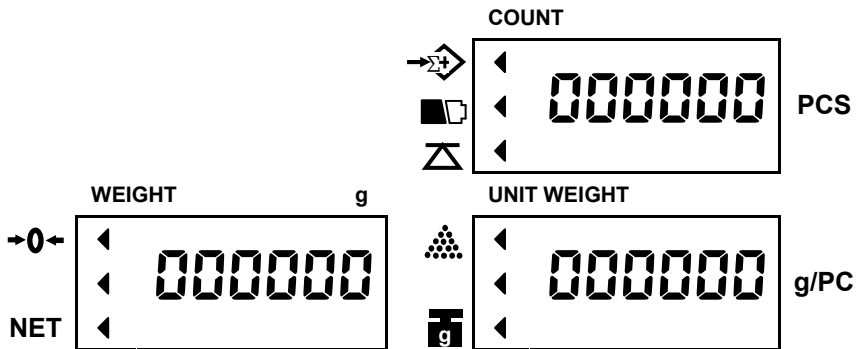 COUNT
Σ+
000000 PCS
WEIGHT g
UNIT WEIGHT
→0← 000000
000000 g/PC
NET
g